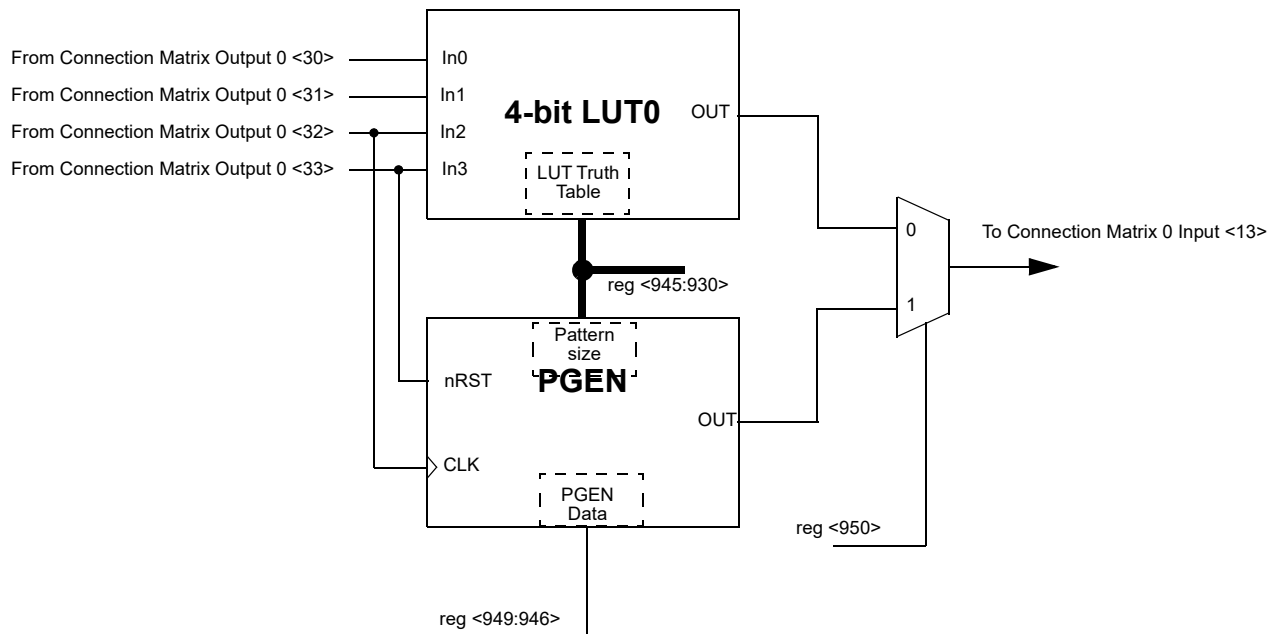 From Connection Matrix Output 0 <30>
From Connection Matrix Output 0 <31>
From Connection Matrix Output 0 <32>
From Connection Matrix Output 0 <33>
In0
In1
In2
In3
4-bit LUT0
OUT
LUT Truth
Table
reg <945:930>
Pattern
size
PGEN
nRST
CLK
OUT
PGEN
Data
reg <949:946>
0
1
To Connection Matrix 0 Input <13>
reg <950>